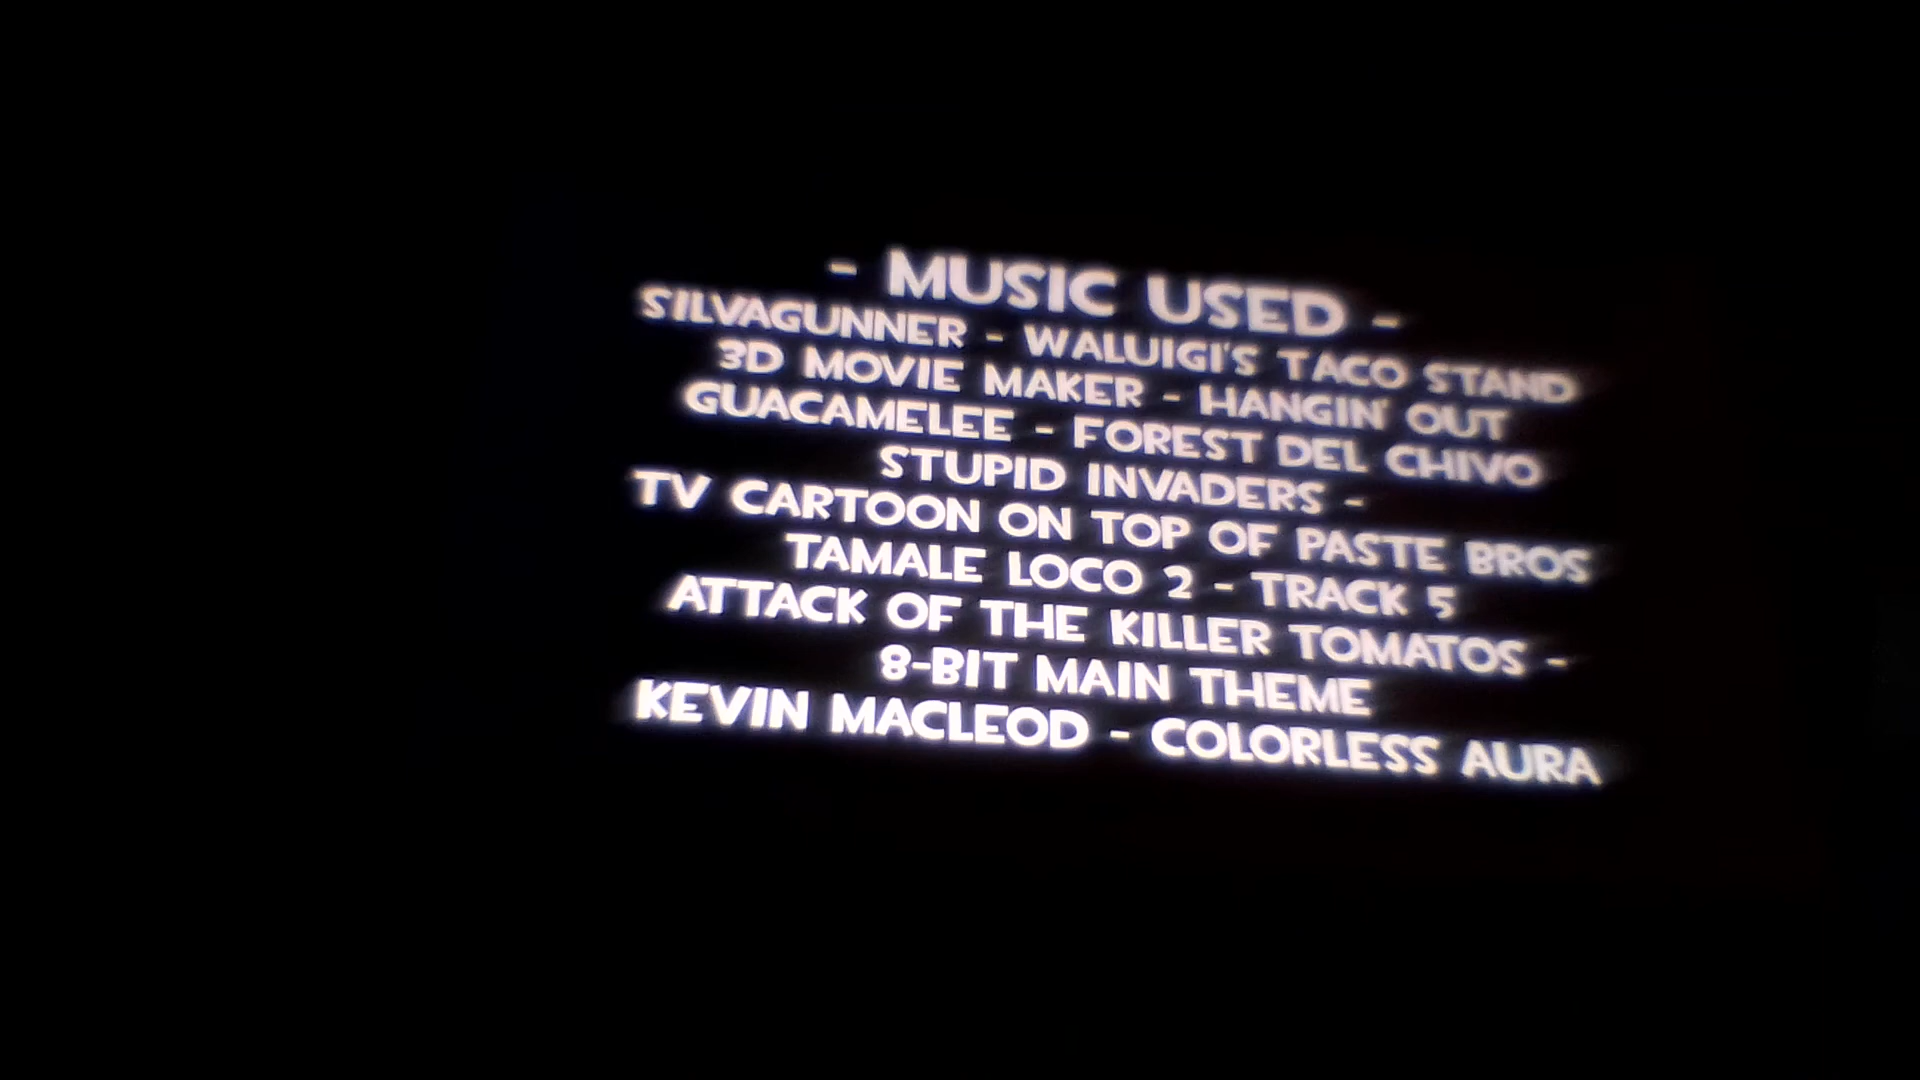 - MUSIC USED -
SILVAGUNNER - WALUIGI'S TACO STAND
3D MOVIE MAKER - HANGIN' OUT
GUACAMELEE - FOREST DEL CHIVO
STUPID INVADERS -
TV CARTOON ON TOP OF PASTE BROS
TAMALE LOCO 2 - TRACK 5
ATTACK OF THE KILLER TOMATOS -
8-BIT MAIN THEME
KEVIN MACLEOD - COLORLESS AURA